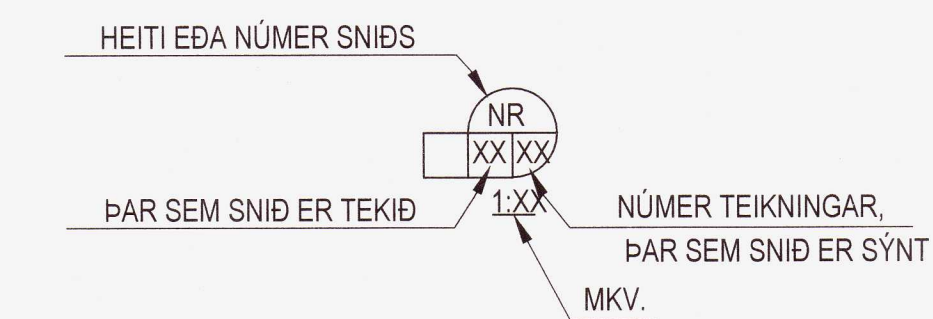 HEITI EÐA NÚMER SNIÐS
NR
XX XX
ÞAR SEM SNIÐ ER TEKIÐ
1:XX
NÚMER TEIKNINGAR,
ÞAR SEM SNIÐ ER SÝNT
MKV.